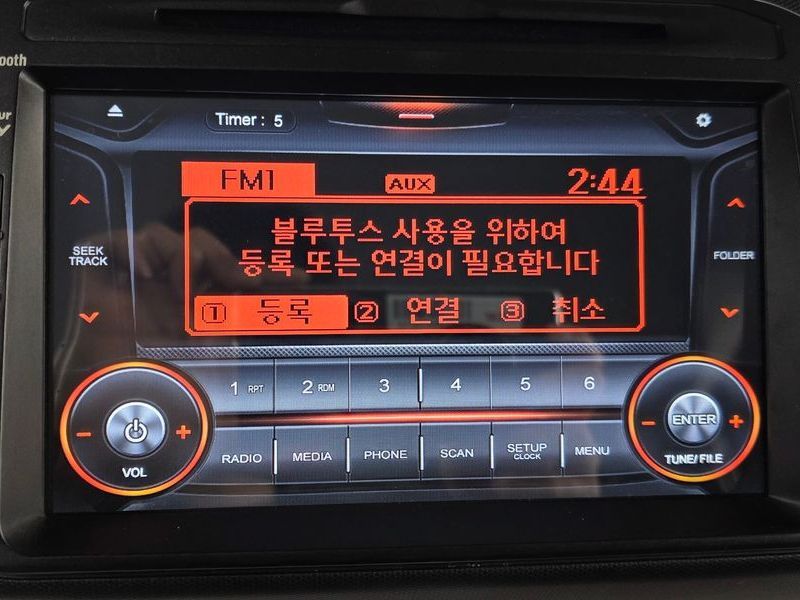 ooth
Timer : 5
FM1 AUX 2:44
블루투스 사용을 위하여
등록 또는 연결이 필요합니다
1 등록 2 연결 3 취소
SEEK
TRACK
FOLDER
1 RPT 2 RDM 3 4 5 6
RADIO MEDIA PHONE SCAN SETUP CLOCK MENU
VOL
ENTER
TUNE/FILE